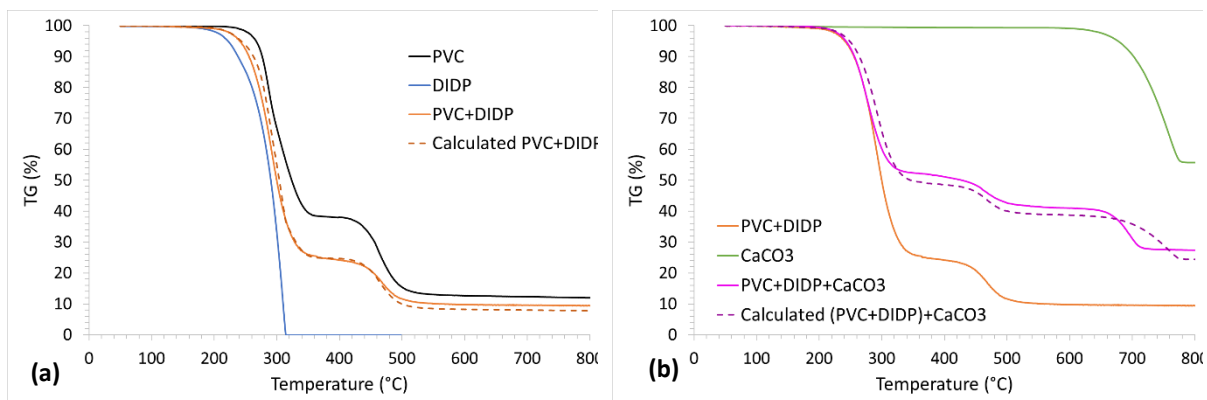 100
90
80
70
60
50
40
30
20
10
0
TG (%)
PVC
DIDP
PVC+DIDP
Calculated PVC+DIDP
0 100 200 300 400 500 600 700 800
Temperature (°C)
(a)
100
90
80
70
60
50
40
30
20
10
0
TG (%)
PVC+DIDP
CaCO3
PVC+DIDP+CaCO3
Calculated (PVC+DIDP)+CaCO3
0 100 200 300 400 500 600 700 800
Temperature (°C)
(b)